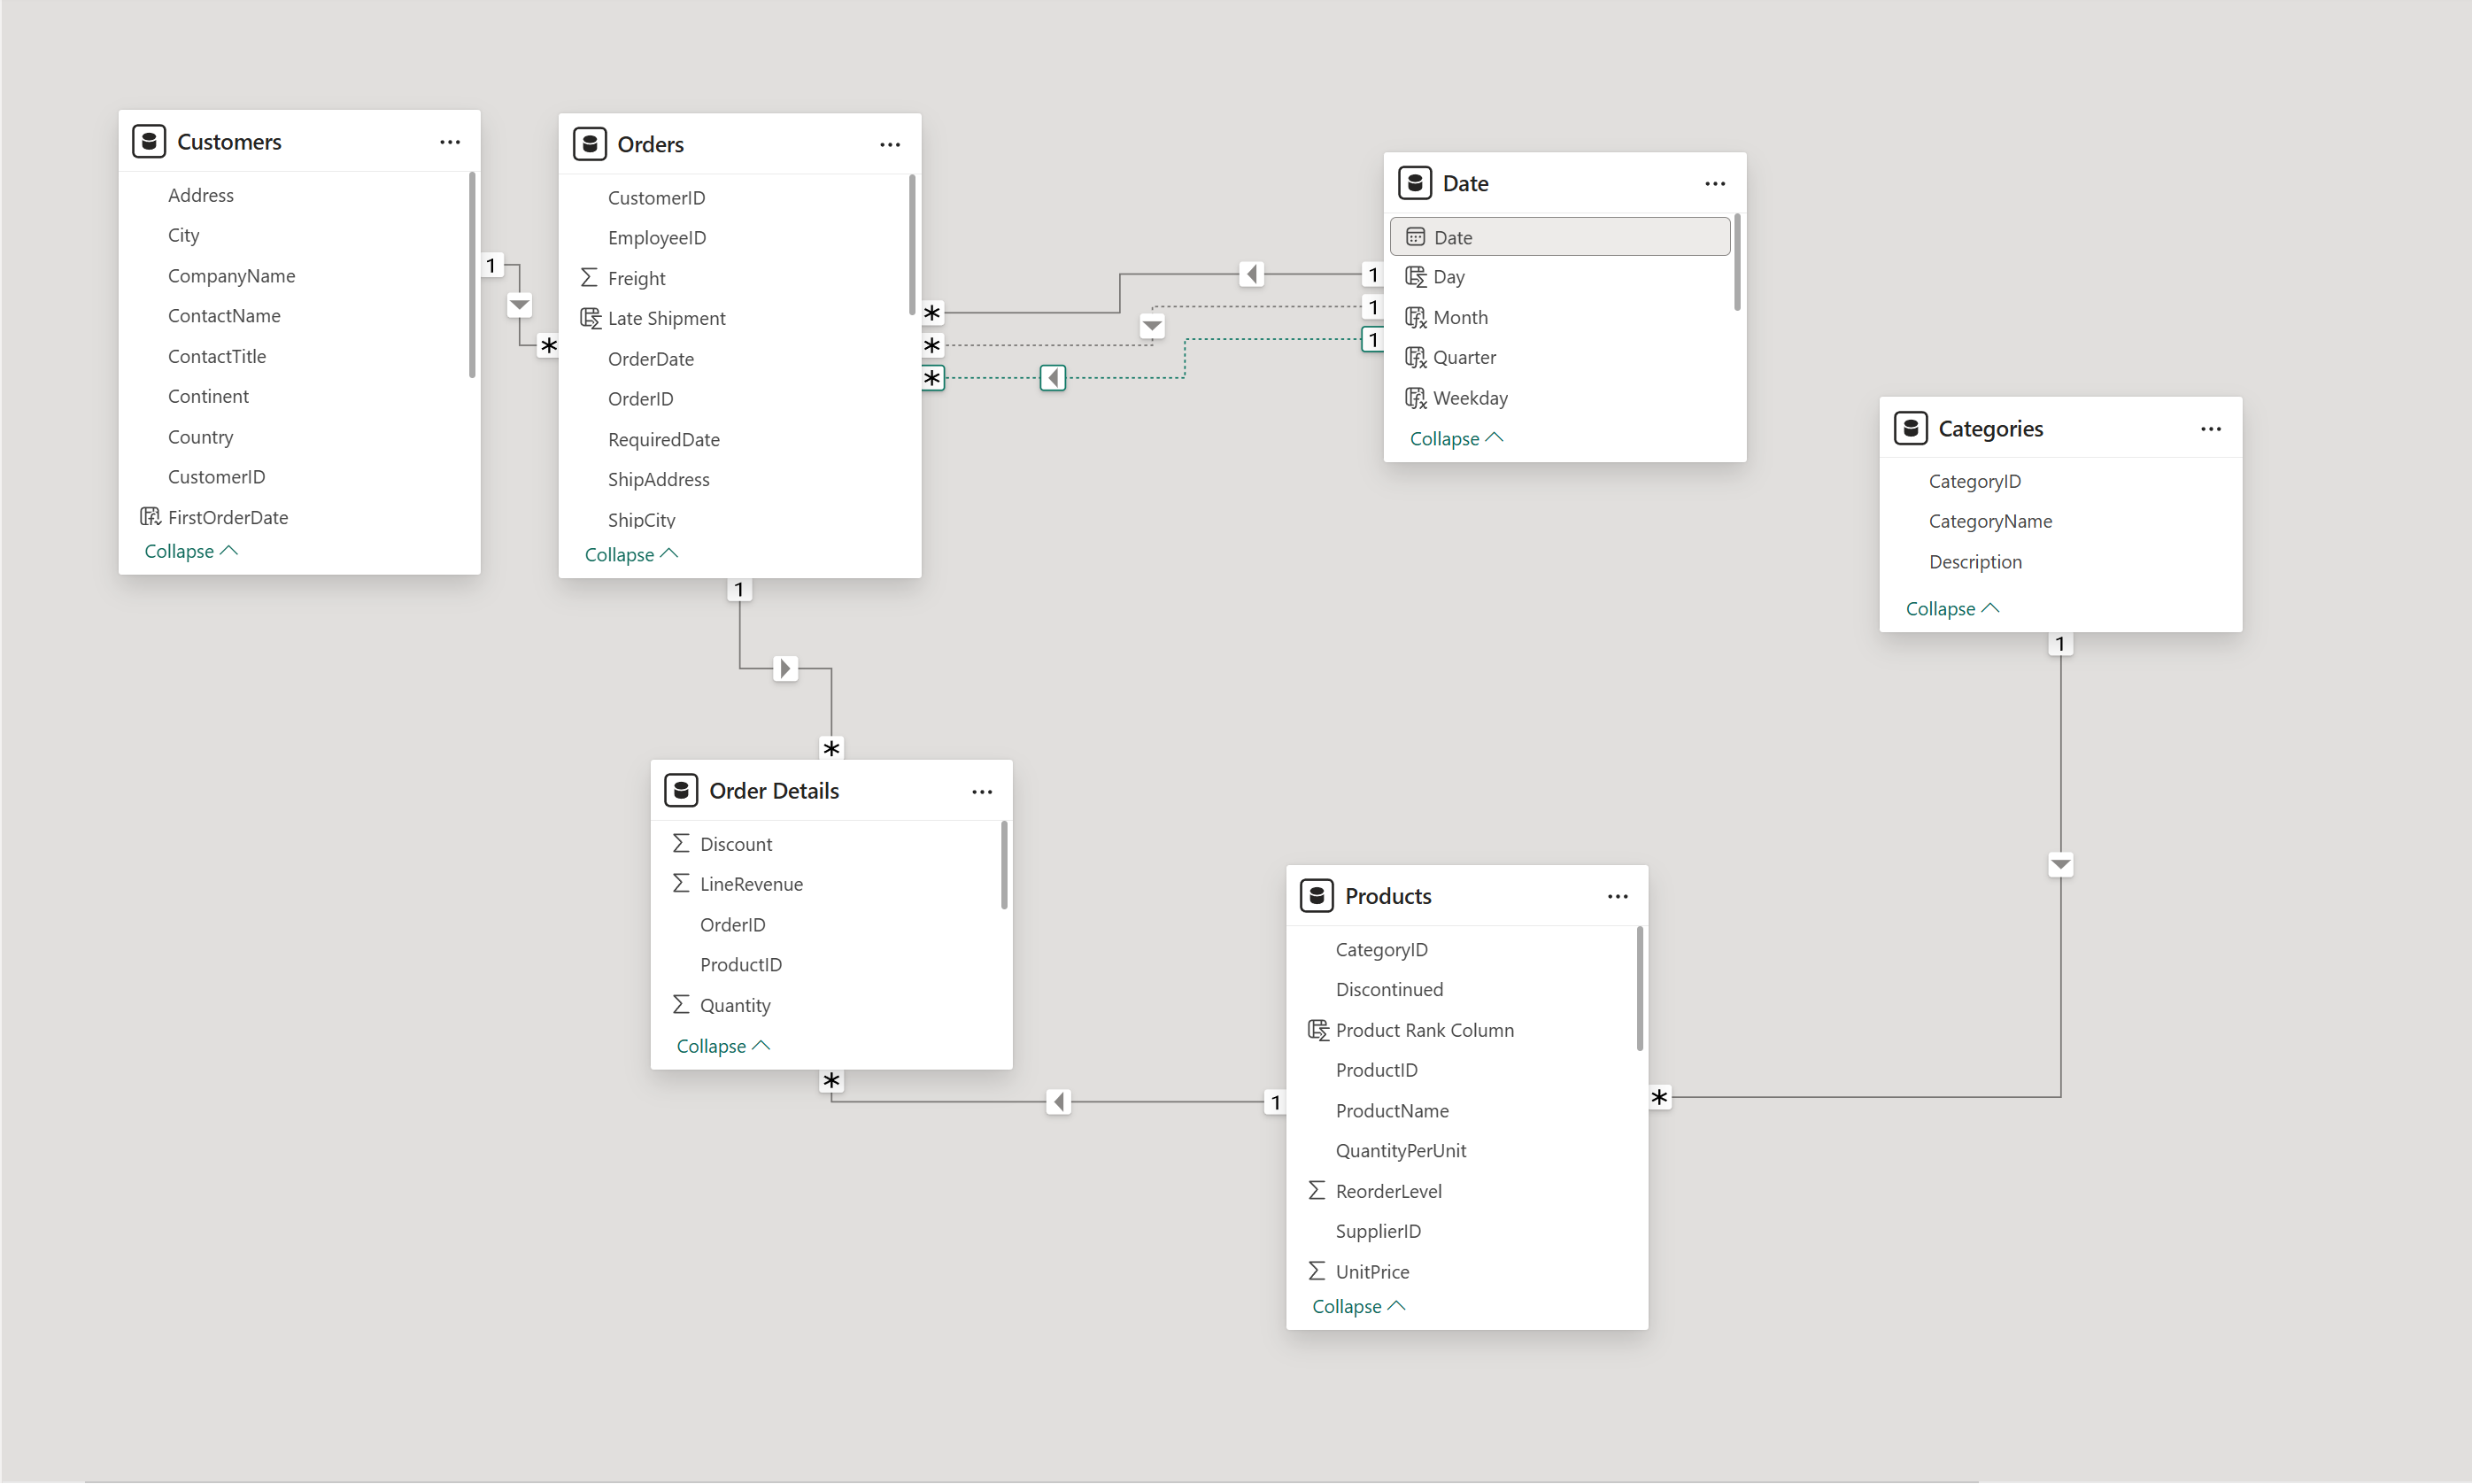 Customers
Address
City
CompanyName
ContactName
ContactTitle
Continent
Country
CustomerID
FirstOrderDate
Collapse
1
*
Orders
CustomerID
EmployeeID
Σ Freight
Late Shipment
OrderDate
OrderID
RequiredDate
ShipAddress
ShipCity
Collapse
*
*
*
1
1
1
Date
Date
Day
Month
Quarter
Weekday
Collapse
Categories
CategoryID
CategoryName
Description
Collapse
1
1
*
Order Details
Σ Discount
Σ LineRevenue
OrderID
ProductID
Σ Quantity
Collapse
*
1
Products
CategoryID
Discontinued
Product Rank Column
ProductID
ProductName
QuantityPerUnit
Σ ReorderLevel
SupplierID
Σ UnitPrice
Collapse
*